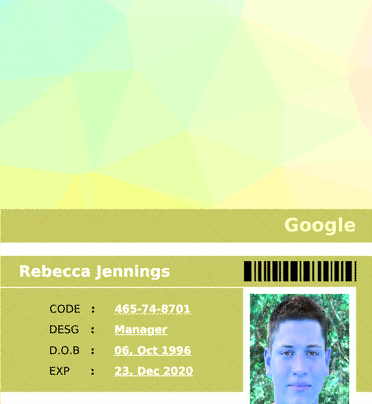 Google
Rebecca Jennings
CODE : 465-74-8701
DESG : Manager
D.O.B : 06, Oct 1996
EXP : 23, Dec 2020